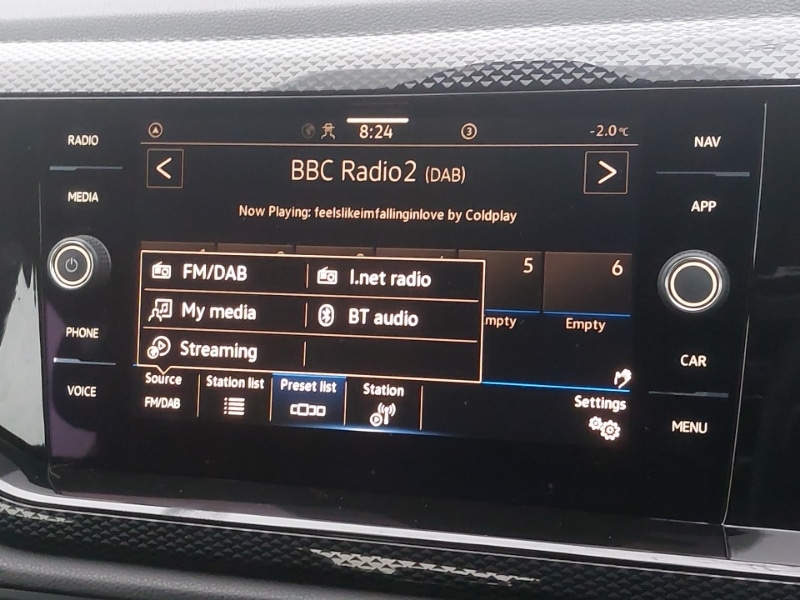 RADIO
MEDIA
PHONE
VOICE
8:24
3
-2.0°C
<
BBC Radio2 (DAB)
>
Now Playing: feelslikeimfallinginlove by Coldplay
5
6
Empty
FM/DAB
I.net radio
My media
BT audio
Streaming
Source
FM/DAB
Station list
Preset list
Station
Settings
NAV
APP
CAR
MENU